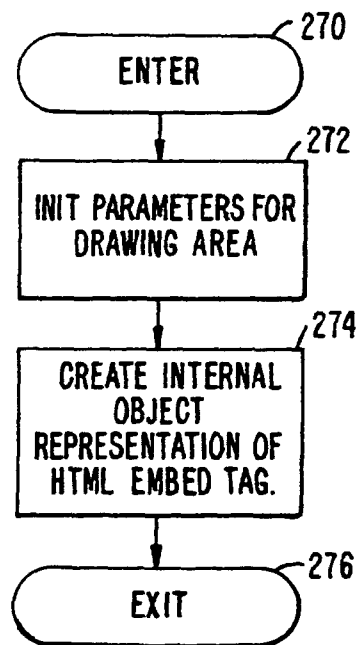 270
ENTER
272
INIT PARAMETERS FOR
DRAWING AREA
274
CREATE INTERNAL
OBJECT
REPRESENTATION OF
HTML EMBED TAG.
276
EXIT